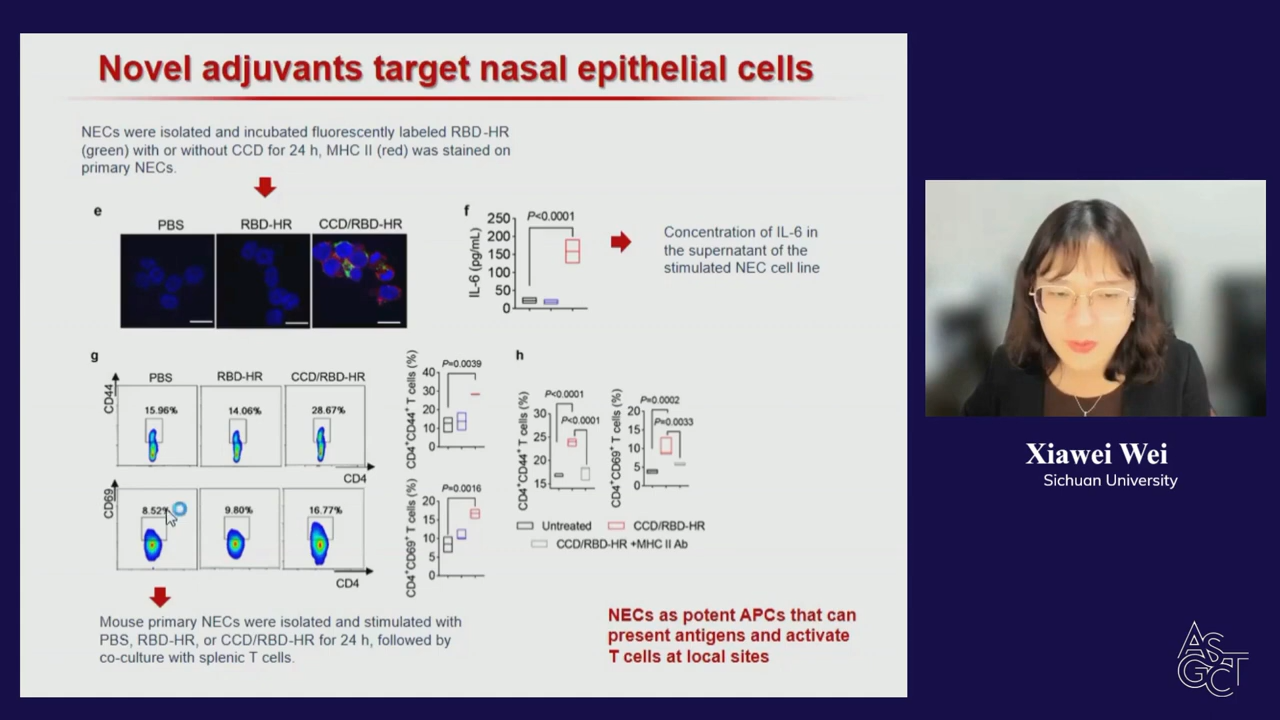 Novel adjuvants target nasal epithelial cells
NECs were isolated and incubated fluorescently labeled RBD-HR
(green) with or without CCD for 24 h, MHC II (red) was stained on
primary NECs.
e
PBS
RBD-HR
CCD/RBD-HR
f
IL-6 (pg/mL)
250
200
150
100
50
0
P<0.0001
Concentration of IL-6 in
the supernatant of the
stimulated NEC cell line
g
PBS
RBD-HR
CCD/RBD-HR
CD44
15.96%
14.06%
28.67%
CD4
CD69
8.52%
9.80%
16.77%
CD4
CD4+CD44+ T cells (%)
40
30
20
10
0
P=0.0039
CD4+CD69+ T cells (%)
20
15
10
5
0
P=0.0016
h
CD4+CD44+ T cells (%)
30
25
20
15
P<0.0001
P<0.0001
CD4+CD69+ T cells (%)
20
15
10
5
0
P=0.0002
P=0.0033
Untreated
CCD/RBD-HR
CCD/RBD-HR +MHC II Ab
Mouse primary NECs were isolated and stimulated with
PBS, RBD-HR, or CCD/RBD-HR for 24 h, followed by
co-culture with splenic T cells.
NECs as potent APCs that can
present antigens and activate
T cells at local sites
Xiawei Wei
Sichuan University
ASGCT